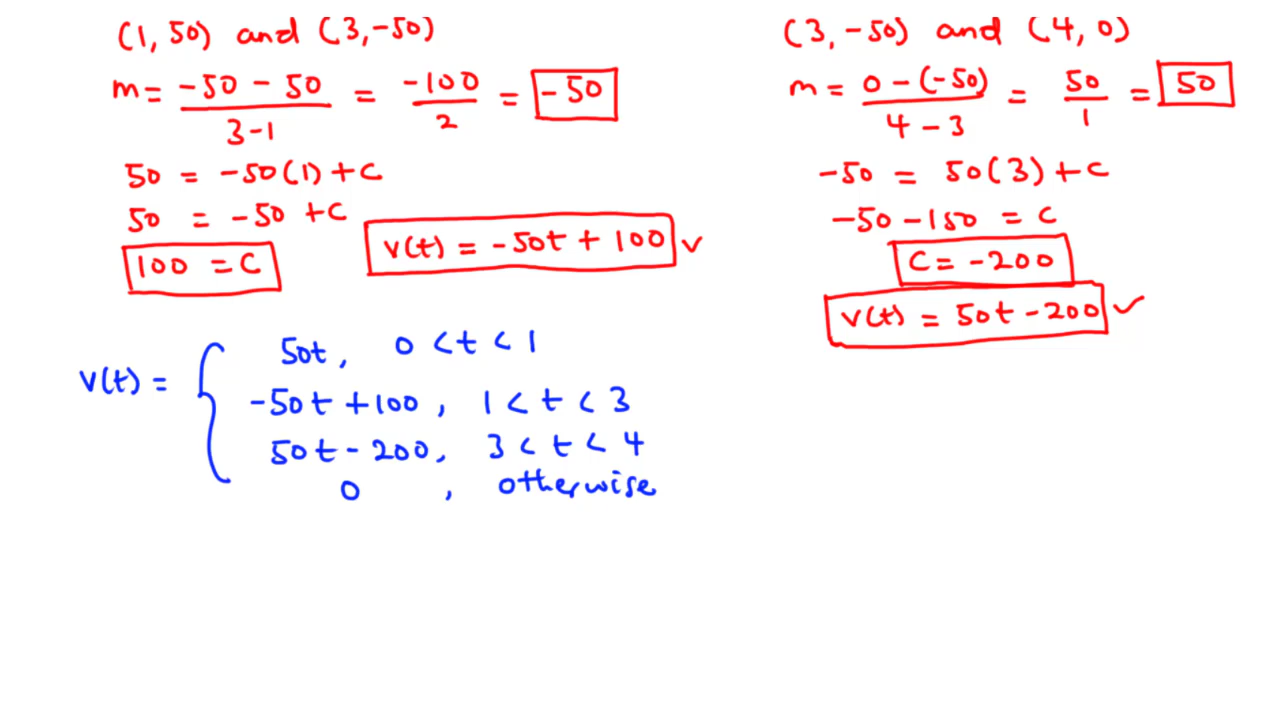 (1, 50) and (3, -50)
m = -50 - 50 / 3 - 1 = -100 / 2 = -50
50 = -50(1) + C
50 = -50 + C
100 = C
v(t) = -50t + 100 ✓
(3, -50) and (4, 0)
m = 0 - (-50) / 4 - 3 = 50 / 1 = 50
-50 = 50(3) + C
-50 - 150 = C
C = -200
v(t) = 50t - 200 ✓
v(t) = { 50t, 0 < t < 1
-50t + 100, 1 < t < 3
50t - 200, 3 < t < 4
0, otherwise